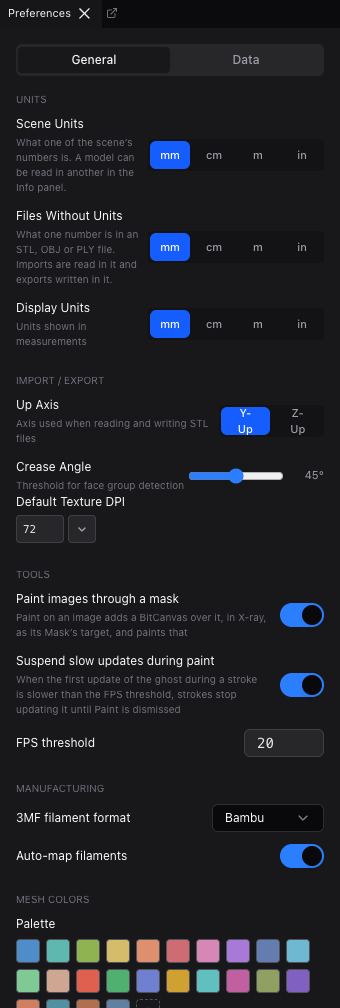 Preferences
General Data
UNITS
Scene Units
What one of the scene's
numbers is. A model can
be read in another in the
Info panel.
mm cm m in
Files Without Units
What one number is in an
STL, OBJ or PLY file.
Imports are read in it and
exports written in it.
mm cm m in
Display Units
Units shown in
measurements
mm cm m in
IMPORT / EXPORT
Up Axis
Axis used when reading and writing STL
files
Y-
Up
Z-
Up
Crease Angle
Threshold for face group detection
45°
Default Texture DPI
72
TOOLS
Paint images through a mask
Paint on an image adds a BitCanvas over it, in X-ray,
as its Mask's target, and paints that
Suspend slow updates during paint
When the first update of the ghost during a stroke
is slower than the FPS threshold, strokes stop
updating it until Paint is dismissed
FPS threshold 20
MANUFACTURING
3MF filament format Bambu
Auto-map filaments
MESH COLORS
Palette